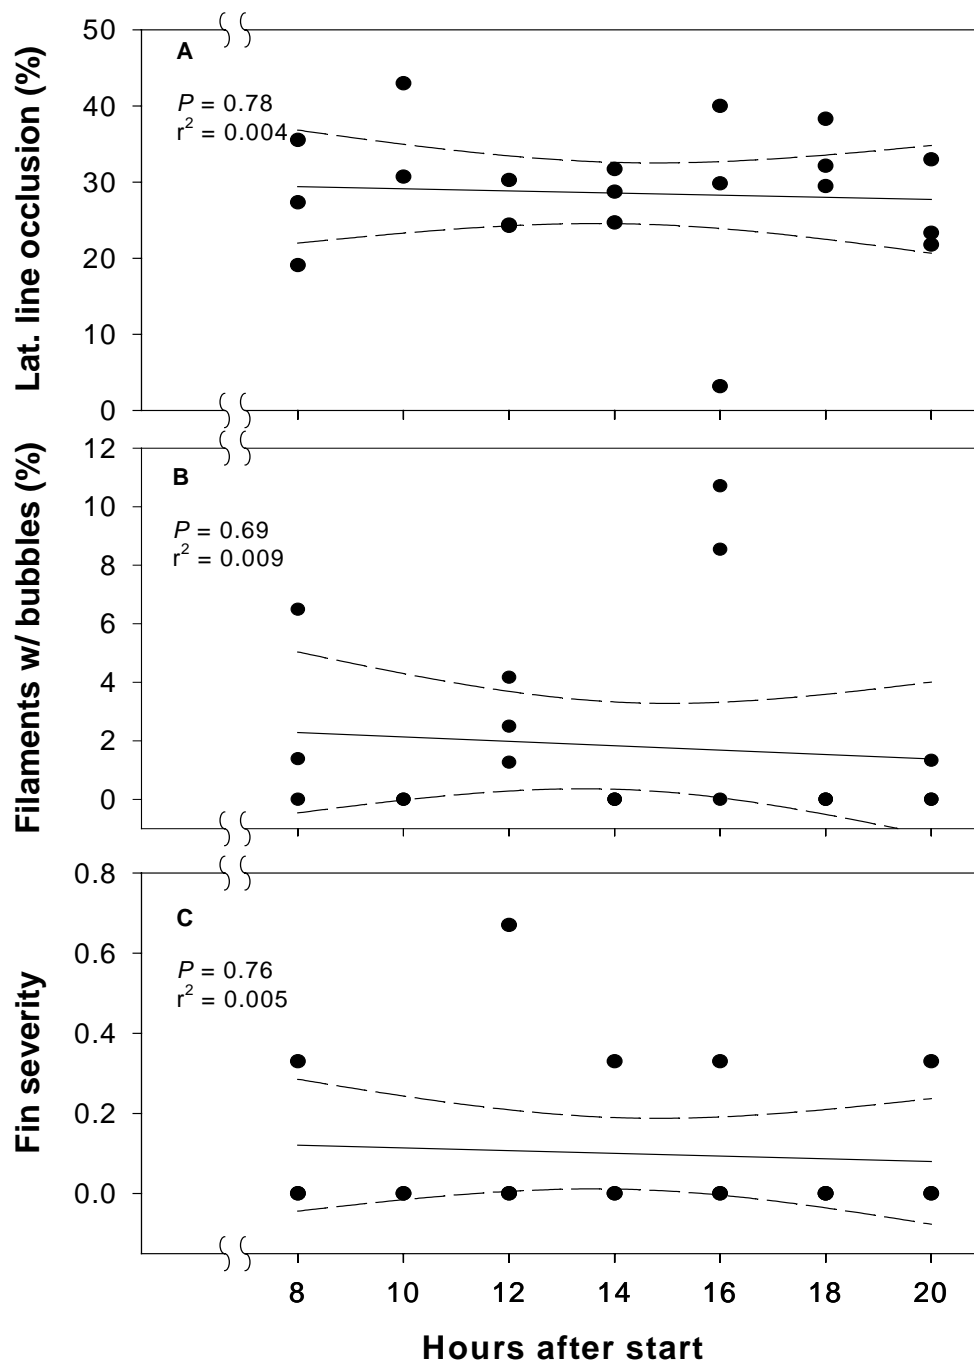 Lat. line occlusion (%)
50
40
30
20
10
0
A
P = 0.78
r² = 0.004
Filaments w/ bubbles (%)
12
10
8
6
4
2
0
B
P = 0.69
r² = 0.009
Fin severity
0.8
0.6
0.4
0.2
0.0
C
P = 0.76
r² = 0.005
8 10 12 14 16 18 20
Hours after start